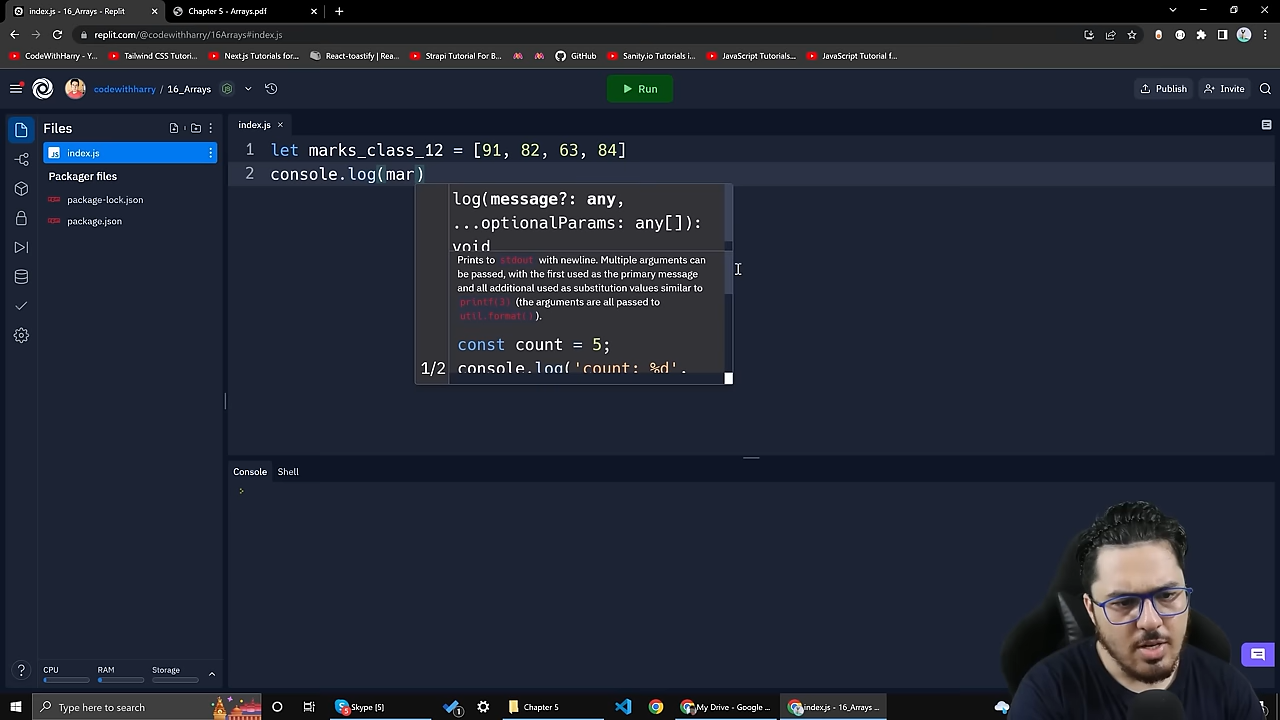 index.js - 16_Arrays - Replit
Chapter 5 - Arrays.pdf
replit.com/@codewithharry/16Arrays#index.js
CodeWithHarry - Y...
Tailwind CSS Tutori...
Next.js Tutorials for...
React-toastify | Rea...
Strapi Tutorial For B...
GitHub
Sanity.io Tutorials i...
JavaScript Tutorials...
JavaScript Tutorial f...
codewithharry / 16_Arrays
Run
Publish
Invite
Files
index.js
Packager files
package-lock.json
package.json
index.js
1 let marks_class_12 = [91, 82, 63, 84]
2 console.log(mar)
log(message?: any,
...optionalParams: any[]):
void
Prints to stdout with newline. Multiple arguments can
be passed, with the first used as the primary message
and all additional used as substitution values similar to
printf(3) (the arguments are all passed to
util.format()).
const count = 5;
1/2 console.log('count: %d',
Console
Shell
>
CPU
RAM
Storage
Type here to search
Skype [5]
Chapter 5
My Drive - Google ...
index.js - 16_Arrays ...